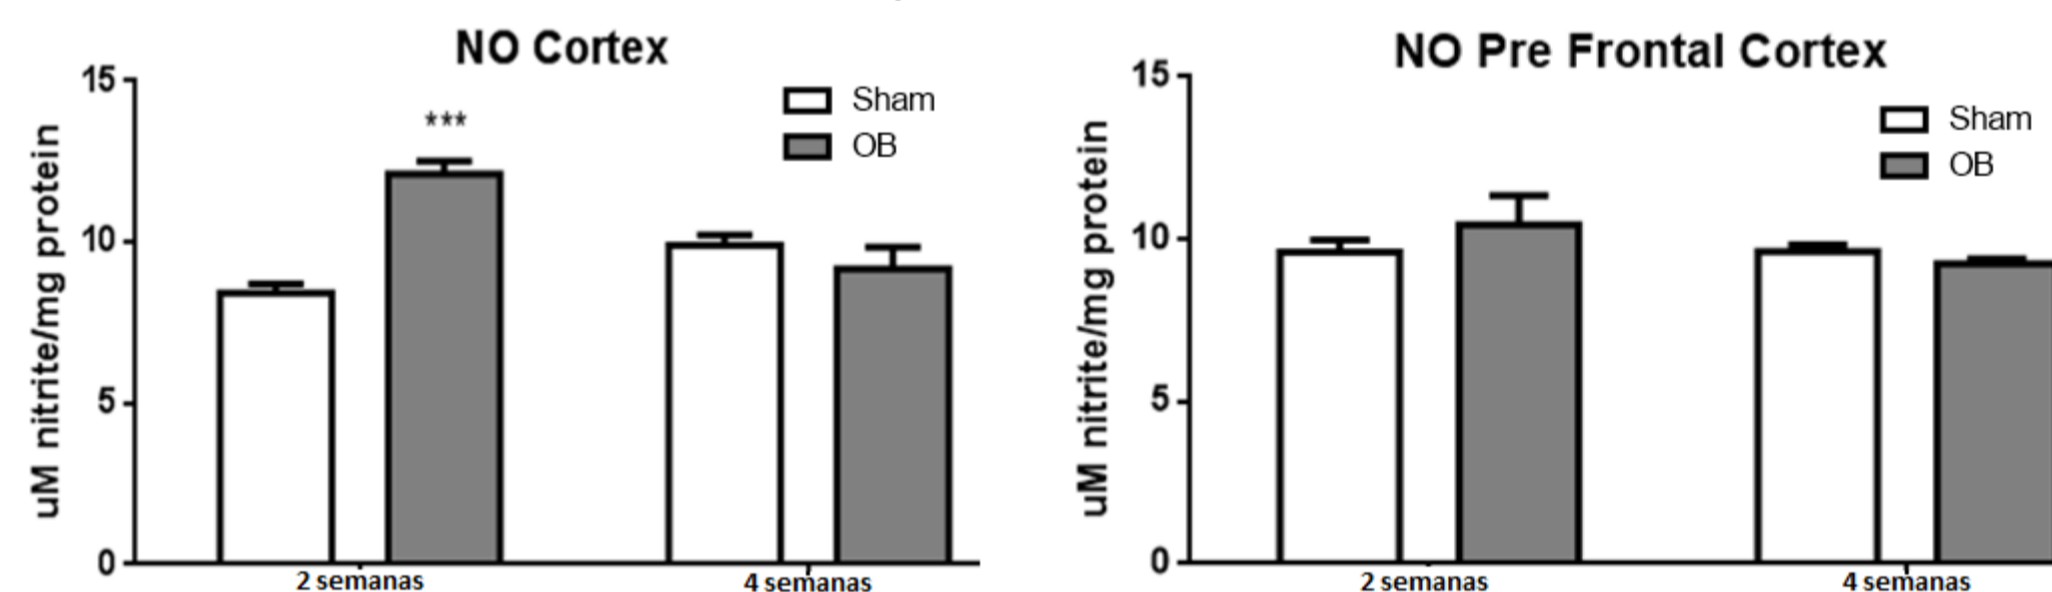 NO Cortex
15
10
5
0
uM nitrite/mg protein
***
Sham
OB
2 semanas
4 semanas
NO Pre Frontal Cortex
15
10
5
0
uM nitrite/mg protein
Sham
OB
2 semanas
4 semanas